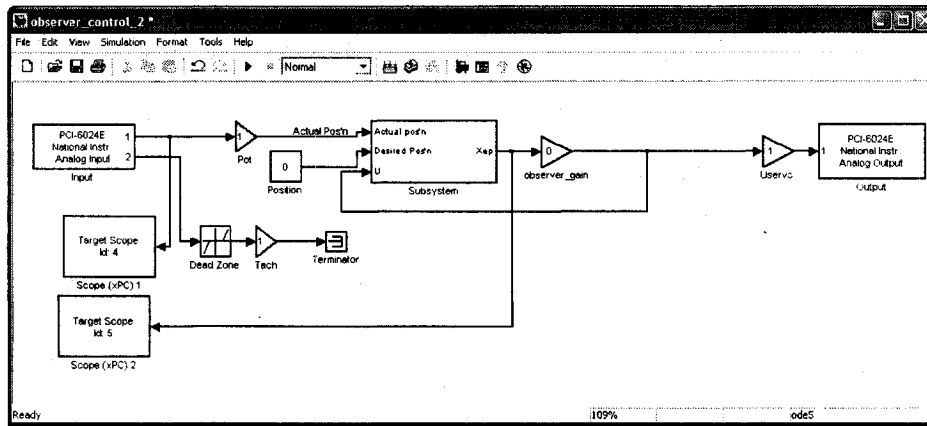 observer_control_2 *
File Edit View Simulation Format Tools Help
Normal
PCI-6024E
National Instr.
Analog Input
1
2
Input
1
Pot
Actual Pos'n
0
Position
Actual pos'n
Desired Pos'n
U
Xep
Subsystem
0
observer_gain
1
Uservo
1
PCI-6024E
National Instr.
Analog Output
Output
Target Scope
Id: 4
Scope (xPC) 1
Dead Zone
1
Tach
Terminator
Target Scope
Id: 5
Scope (xPC) 2
Ready
109%
ode5